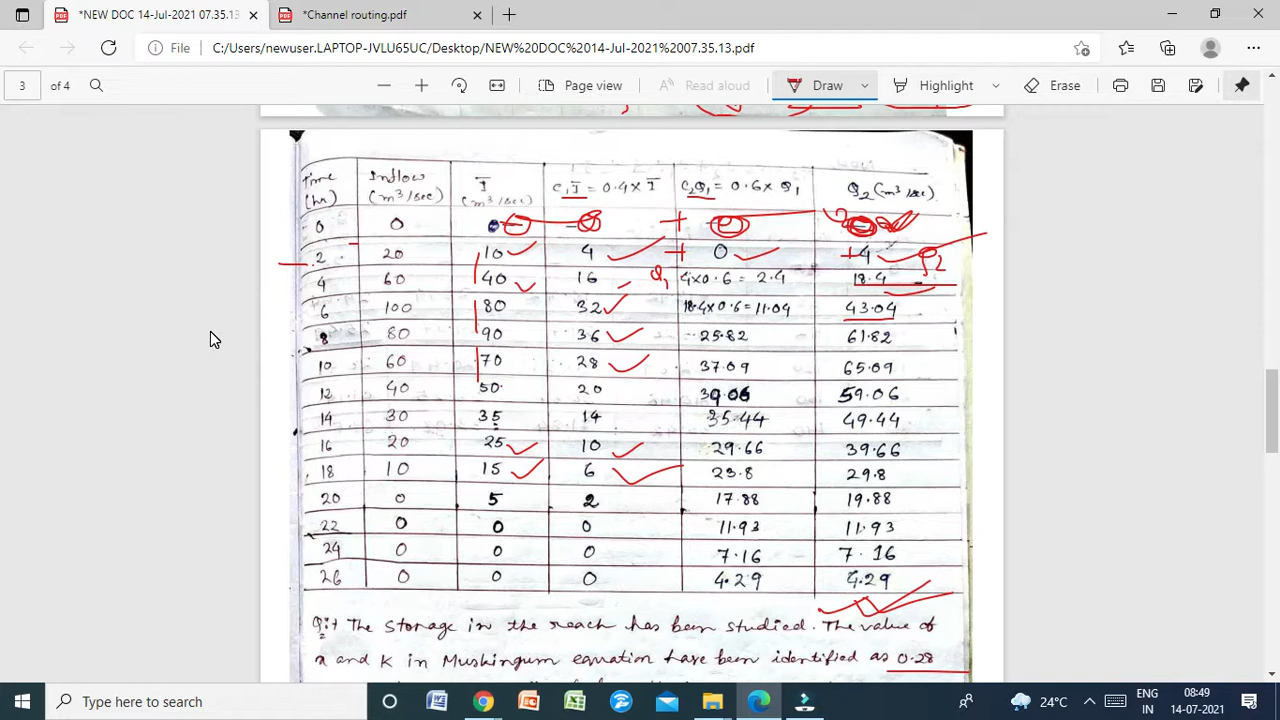 *NEW DOC 14-Jul-2021 07.35.13
*Channel routing.pdf
File C:/Users/newuser.LAPTOP-JVLU65UC/Desktop/NEW%20DOC%2014-Jul-2021%2007.35.13.pdf
3 of 4 Page view Read aloud Draw Highlight Erase
Time (hr) Inflow (m³/sec) Ī (m³/sec) C₁Ī = 0.4 × Ī C₂Q₁ = 0.6 × Q₁ Q₂ (m³/sec)
0 0 0
2 20 10 4 + 0 4 Q2
4 60 40 16 Q₁ 4×0.6 = 2.4 18.4
6 100 80 32 18.4×0.6 = 11.04 43.04
8 80 90 36 25.82 61.82
10 60 70 28 37.09 65.09
12 40 50 20 39.06 59.06
14 30 35 14 35.44 49.44
16 20 25 10 29.66 39.66
18 10 15 6 23.8 29.8
20 0 5 2 17.88 19.88
22 0 0 0 11.93 11.93
24 0 0 0 7.16 7.16
26 0 0 0 4.29 4.29
The storage in the reach has been studied. The value of
x and K in Muskingum equation have been identified as 0.28
Type here to search
24°C
ENG
IN
08:49
14-07-2021